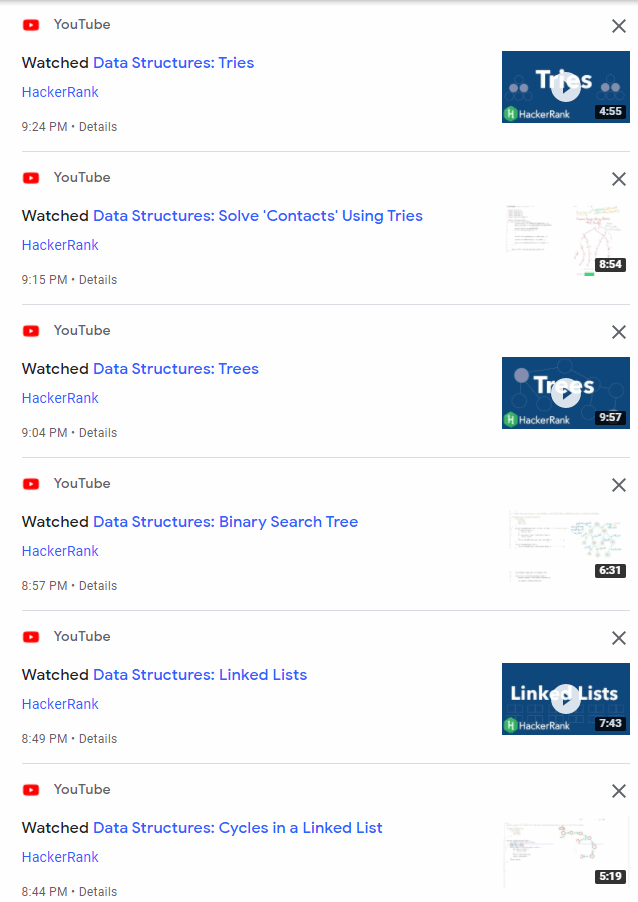 YouTube
Watched Data Structures: Tries
HackerRank
9:24 PM • Details
Tries
HackerRank
4:55
YouTube
Watched Data Structures: Solve 'Contacts' Using Tries
HackerRank
9:15 PM • Details
8:54
YouTube
Watched Data Structures: Trees
HackerRank
9:04 PM • Details
Trees
HackerRank
9:57
YouTube
Watched Data Structures: Binary Search Tree
HackerRank
8:57 PM • Details
6:31
YouTube
Watched Data Structures: Linked Lists
HackerRank
8:49 PM • Details
Linked Lists
HackerRank
7:43
YouTube
Watched Data Structures: Cycles in a Linked List
HackerRank
8:44 PM • Details
5:19